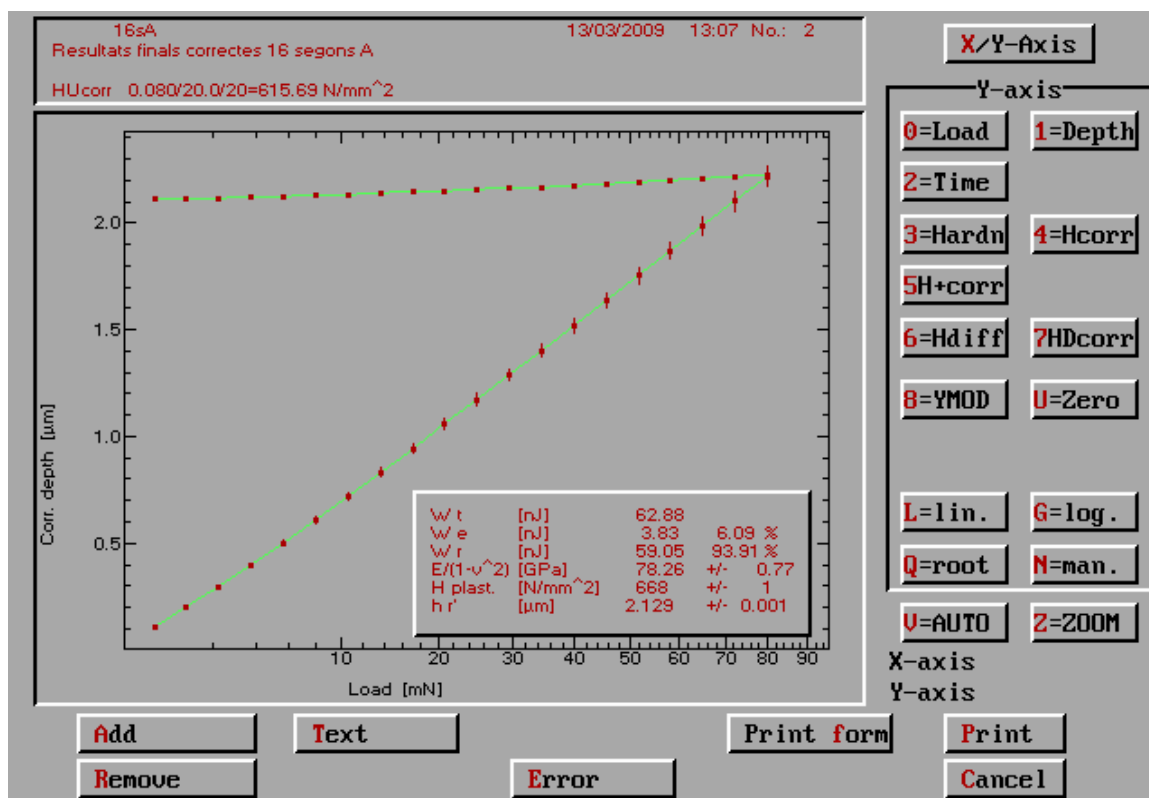 16sA 13/03/2009 13:07 No.: 2
Resultats finals correctes 16 segons A
HUcorr 0.080/20.0/20=615.69 N/mm^2
X/Y-Axis
Y-axis
0=Load 1=Depth
2=Time
3=Hardn 4=Hcorr
5H+corr
6=Hdiff 7HDcorr
8=YMOD U=Zero
L=lin. G=log.
Q=root N=man.
V=AUTO Z=ZOOM
X-axis
Y-axis
Corr. depth [µm]
2.0
1.5
1.0
0.5
W t [nJ] 62.88
W e [nJ] 3.83 6.09 %
W r [nJ] 59.05 93.91 %
E/(1-v^2) [GPa] 78.26 +/- 0.77
H plast. [N/mm^2] 668 +/- 1
h r' [µm] 2.129 +/- 0.001
10 20 30 40 50 60 70 80 90
Load [mN]
Add Text Print form Print
Remove Error Cancel